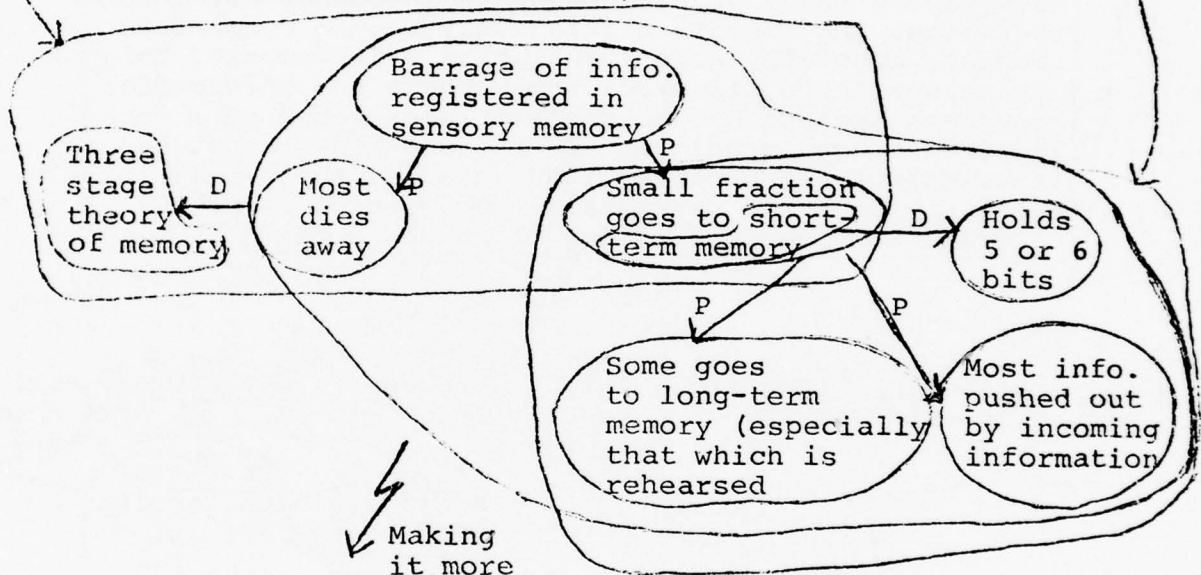 Barrage of info.
registered in
sensory memory
P
P
Three
stage
theory
of memory
D
Most
dies
away
Small fraction
goes to short-
term memory
D
Holds
5 or 6
bits
P
P
Some goes
to long-term
memory (especially
that which is
rehearsed
Most info.
pushed out
by incoming
information
Making
it more